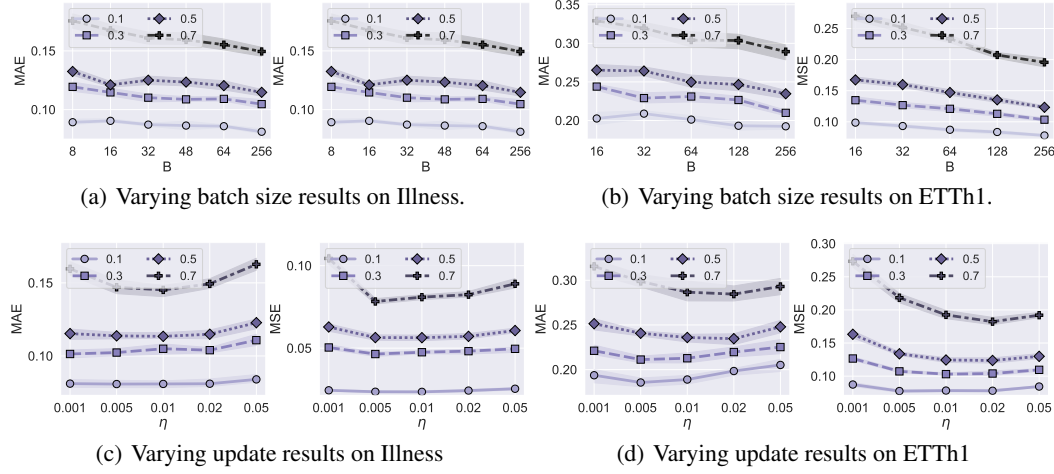 0.1 0.5
0.3 0.7
MAE
0.15
0.10
8 16 32 48 64 256
B
0.1 0.5
0.3 0.7
MAE
0.15
0.10
8 16 32 48 64 256
B
(a) Varying batch size results on Illness.
0.1 0.5
0.3 0.7
MAE
0.35
0.30
0.25
0.20
16 32 64 128 256
B
0.1 0.5
0.3 0.7
MSE
0.25
0.20
0.15
0.10
16 32 64 128 256
B
(b) Varying batch size results on ETTh1.
0.1 0.5
0.3 0.7
MAE
0.15
0.10
0.001 0.005 0.01 0.02 0.05
η
0.1 0.5
0.3 0.7
MSE
0.10
0.05
0.001 0.005 0.01 0.02 0.05
η
(c) Varying update results on Illness
0.1 0.5
0.3 0.7
MAE
0.30
0.25
0.20
0.001 0.005 0.01 0.02 0.05
η
0.1 0.5
0.3 0.7
MSE
0.30
0.25
0.20
0.15
0.10
0.001 0.005 0.01 0.02 0.05
η
(d) Varying update results on ETTh1